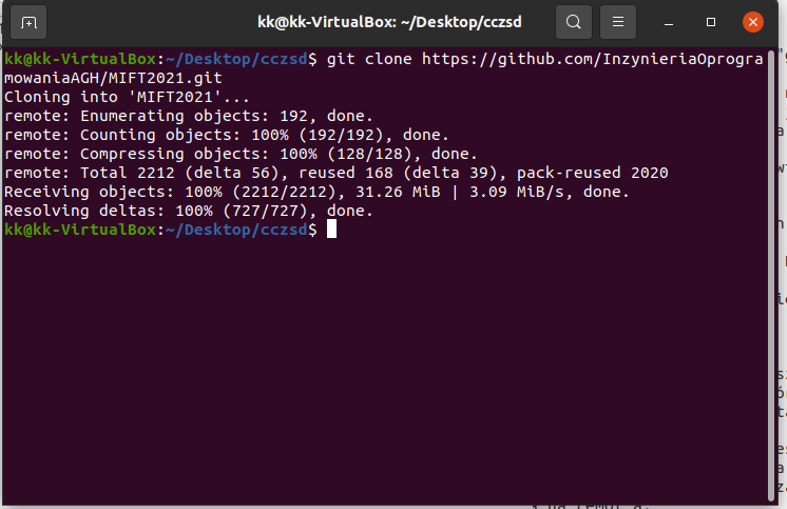 kk@kk-VirtualBox: ~/Desktop/cczsd
kk@kk-VirtualBox:~/Desktop/cczsd$ git clone https://github.com/InzynieriaOprogra
mowaniaAGH/MIFT2021.git
Cloning into 'MIFT2021'...
remote: Enumerating objects: 192, done.
remote: Counting objects: 100% (192/192), done.
remote: Compressing objects: 100% (128/128), done.
remote: Total 2212 (delta 56), reused 168 (delta 39), pack-reused 2020
Receiving objects: 100% (2212/2212), 31.26 MiB | 3.09 MiB/s, done.
Resolving deltas: 100% (727/727), done.
kk@kk-VirtualBox:~/Desktop/cczsd$